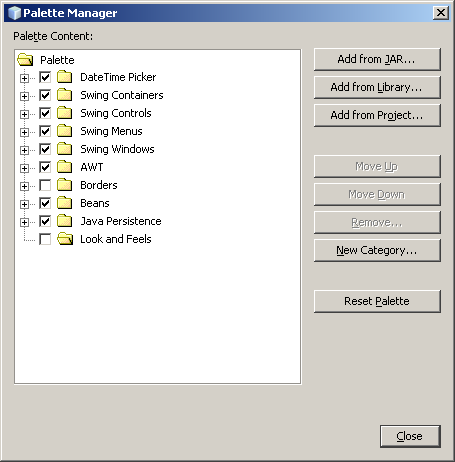 Palette Manager
Palette Content:
Palette
DateTime Picker
Swing Containers
Swing Controls
Swing Menus
Swing Windows
AWT
Borders
Beans
Java Persistence
Look and Feels
Add from JAR...
Add from Library...
Add from Project...
Move Up
Move Down
Remove...
New Category...
Reset Palette
Close